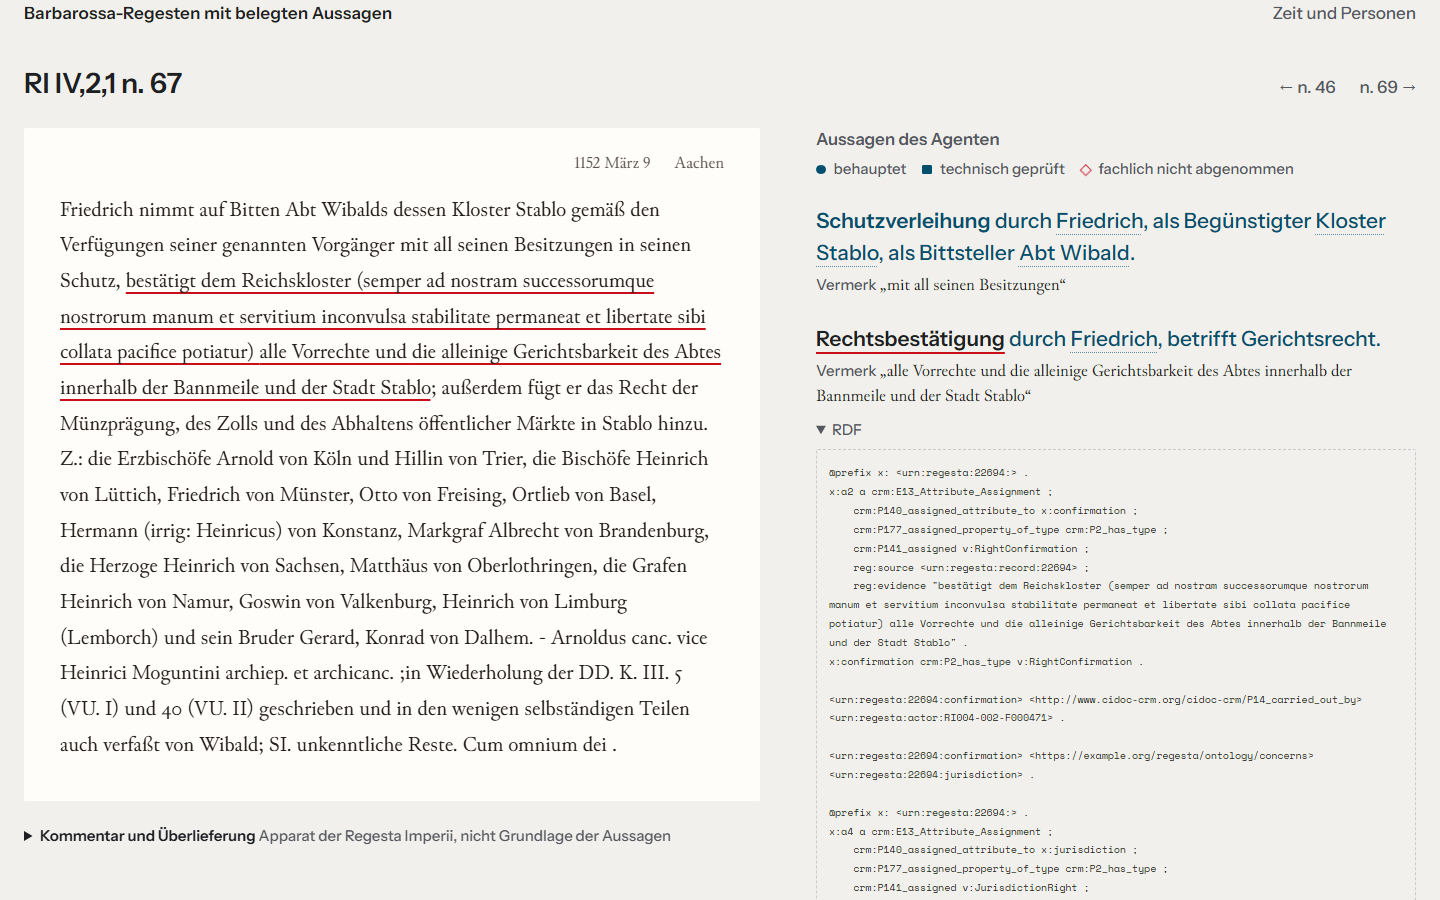 Barbarossa-Regesten mit belegten Aussagen
Zeit und Personen
RI IV,2,1 n. 67
← n. 46 n. 69 →
1152 März 9 Aachen
Friedrich nimmt auf Bitten Abt Wibalds dessen Kloster Stablo gemäß den
Verfügungen seiner genannten Vorgänger mit all seinen Besitzungen in seinen
Schutz, bestätigt dem Reichskloster (semper ad nostram successorumque
nostrorum manum et servitium inconvulsa stabilitate permaneat et libertate sibi
collata pacifice potiatur) alle Vorrechte und die alleinige Gerichtsbarkeit des Abtes
innerhalb der Bannmeile und der Stadt Stablo; außerdem fügt er das Recht der
Münzprägung, des Zolls und des Abhaltens öffentlicher Märkte in Stablo hinzu.
Z.: die Erzbischöfe Arnold von Köln und Hillin von Trier, die Bischöfe Heinrich
von Lüttich, Friedrich von Münster, Otto von Freising, Ortlieb von Basel,
Hermann (irrig: Heinricus) von Konstanz, Markgraf Albrecht von Brandenburg,
die Herzoge Heinrich von Sachsen, Matthäus von Oberlothringen, die Grafen
Heinrich von Namur, Goswin von Valkenburg, Heinrich von Limburg
(Lemborch) und sein Bruder Gerard, Konrad von Dalhem. - Arnoldus canc. vice
Heinrici Moguntini archiep. et archicanc. ;in Wiederholung der DD. K. III. 5
(VU. I) und 40 (VU. II) geschrieben und in den wenigen selbständigen Teilen
auch verfaßt von Wibald; SI. unkenntliche Reste. Cum omnium dei .
▶ Kommentar und Überlieferung Apparat der Regesta Imperii, nicht Grundlage der Aussagen
Aussagen des Agenten
behauptet technisch geprüft fachlich nicht abgenommen
Schutzverleihung durch Friedrich, als Begünstigter Kloster
Stablo, als Bittsteller Abt Wibald.
Vermerk „mit all seinen Besitzungen“
Rechtsbestätigung durch Friedrich, betrifft Gerichtsrecht.
Vermerk „alle Vorrechte und die alleinige Gerichtsbarkeit des Abtes innerhalb der
Bannmeile und der Stadt Stablo“
▼ RDF
@prefix x: <urn:regesta:22694:> .
x:a2 a crm:E13_Attribute_Assignment ;
crm:P140_assigned_attribute_to x:confirmation ;
crm:P177_assigned_property_of_type crm:P2_has_type ;
crm:P141_assigned v:RightConfirmation ;
reg:source <urn:regesta:record:22694> ;
reg:evidence "bestätigt dem Reichskloster (semper ad nostram successorumque nostrorum
manum et servitium inconvulsa stabilitate permaneat et libertate sibi collata pacifice
potiatur) alle Vorrechte und die alleinige Gerichtsbarkeit des Abtes innerhalb der Bannmeile
und der Stadt Stablo" .
x:confirmation crm:P2_has_type v:RightConfirmation .
<urn:regesta:22694:confirmation> <http://www.cidoc-crm.org/cidoc-crm/P14_carried_out_by>
<urn:regesta:actor:RI004-002-F000471> .
<urn:regesta:22694:confirmation> <https://example.org/regesta/ontology/concerns>
<urn:regesta:22694:jurisdiction> .
@prefix x: <urn:regesta:22694:> .
x:a4 a crm:E13_Attribute_Assignment ;
crm:P140_assigned_attribute_to x:jurisdiction ;
crm:P177_assigned_property_of_type crm:P2_has_type ;
crm:P141_assigned v:JurisdictionRight ;